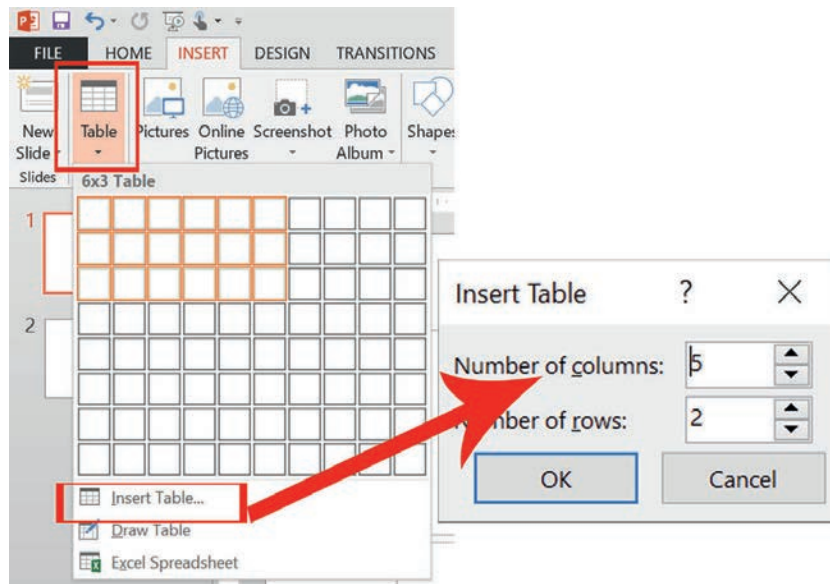 FILE HOME INSERT DESIGN TRANSITIONS
New Slide Table Pictures Online Pictures Screenshot Photo Album Shapes
Slides
6x3 Table
1
2
Insert Table...
Draw Table
Excel Spreadsheet
Insert Table ? X
Number of columns: 5
Number of rows: 2
OK Cancel